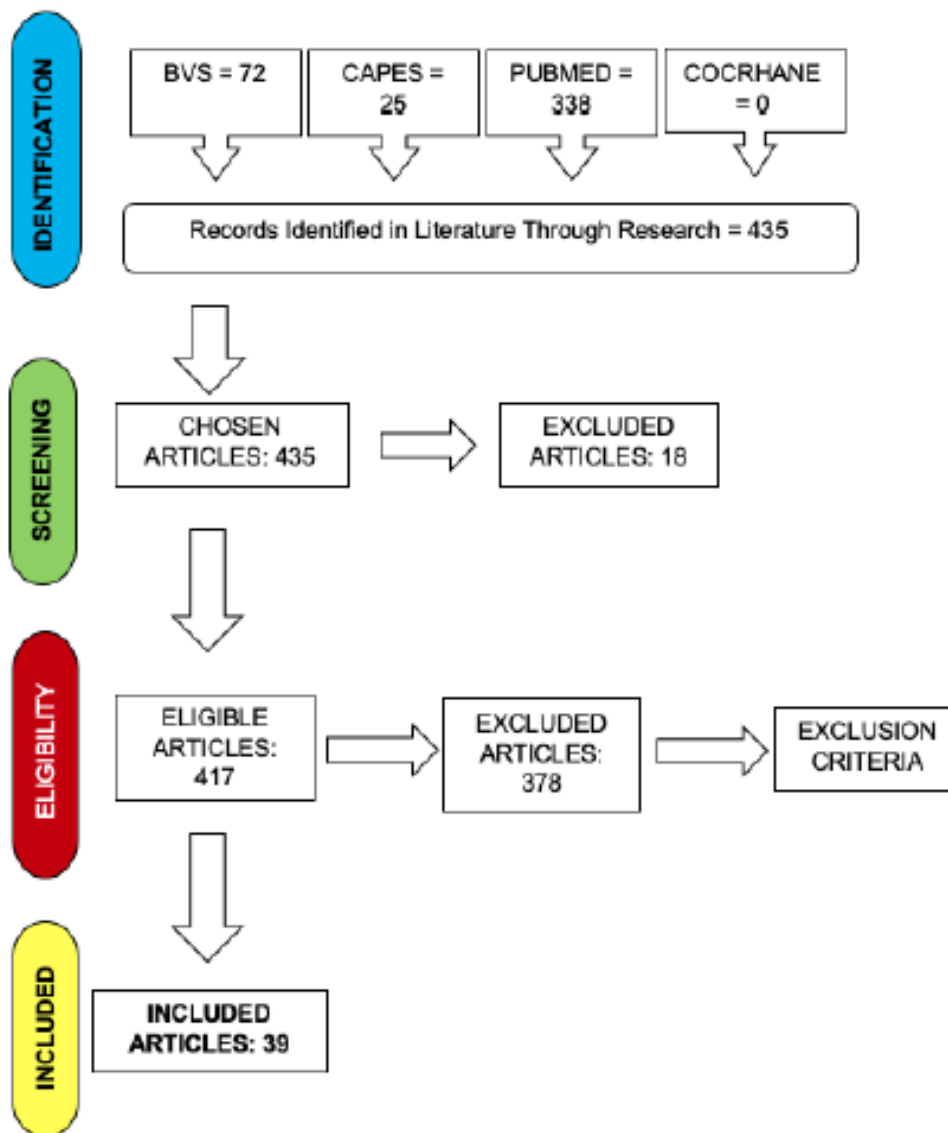 IDENTIFICATION
BVS = 72
CAPES =
25
PUBMED =
338
COCRHANE
= 0
Records Identified in Literature Through Research = 435
SCREENING
CHOSEN
ARTICLES: 435
EXCLUDED
ARTICLES: 18
ELIGIBILITY
ELIGIBLE
ARTICLES:
417
EXCLUDED
ARTICLES:
378
EXCLUSION
CRITERIA
INCLUDED
INCLUDED
ARTICLES: 39